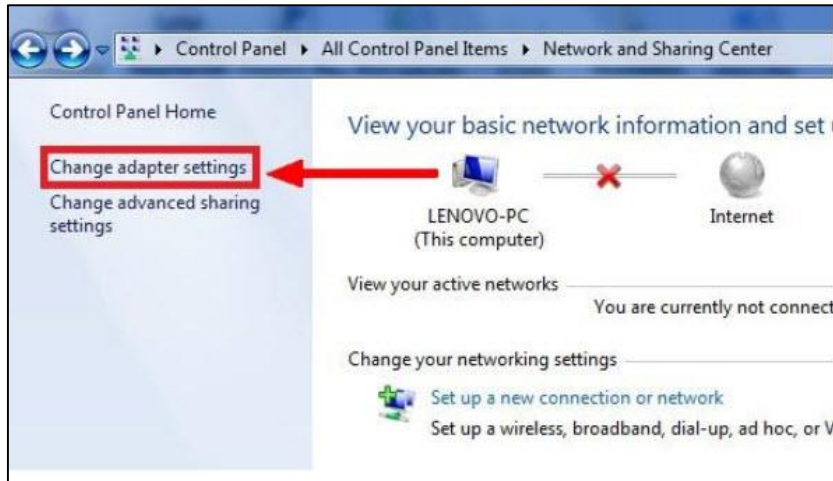 Control Panel ▸ All Control Panel Items ▸ Network and Sharing Center
Control Panel Home
Change adapter settings
Change advanced sharing
settings
View your basic network information and set
LENOVO-PC
(This computer)
Internet
View your active networks
You are currently not connect
Change your networking settings
Set up a new connection or network
Set up a wireless, broadband, dial-up, ad hoc, or V